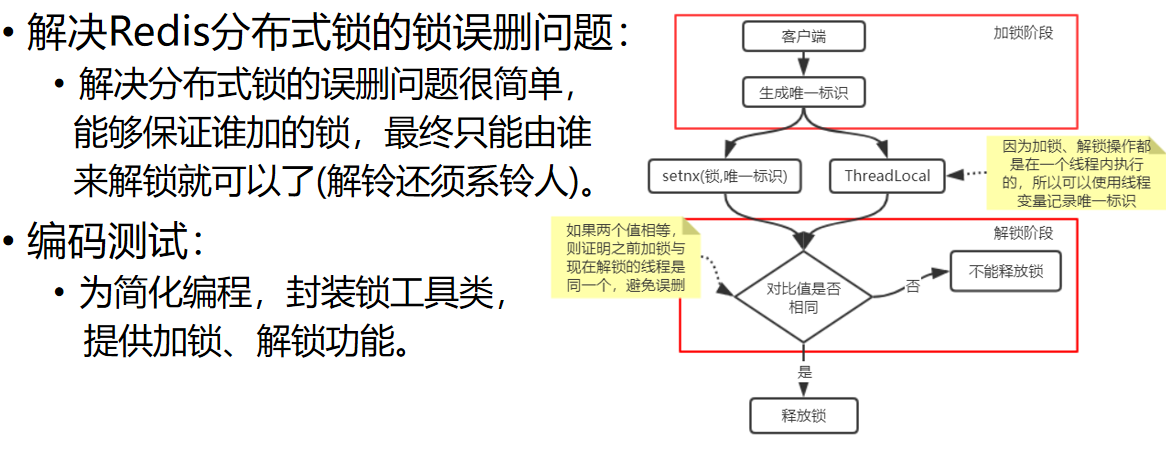 • 解决Redis分布式锁的锁误删问题：
• 解决分布式锁的误删问题很简单，
能够保证谁加的锁，最终只能由谁
来解锁就可以了(解铃还须系铃人)。
• 编码测试：
• 为简化编程，封装锁工具类，
提供加锁、解锁功能。
客户端
加锁阶段
生成唯一标识
setnx(锁,唯一标识)
ThreadLocal
因为加锁、解锁操作都
是在一个线程内执行
的，所以可以使用线程
变量记录唯一标识
如果两个值相等，
则证明之前加锁与
现在解锁的线程是
同一个，避免误删
解锁阶段
对比值是否
相同
否
不能释放锁
是
释放锁